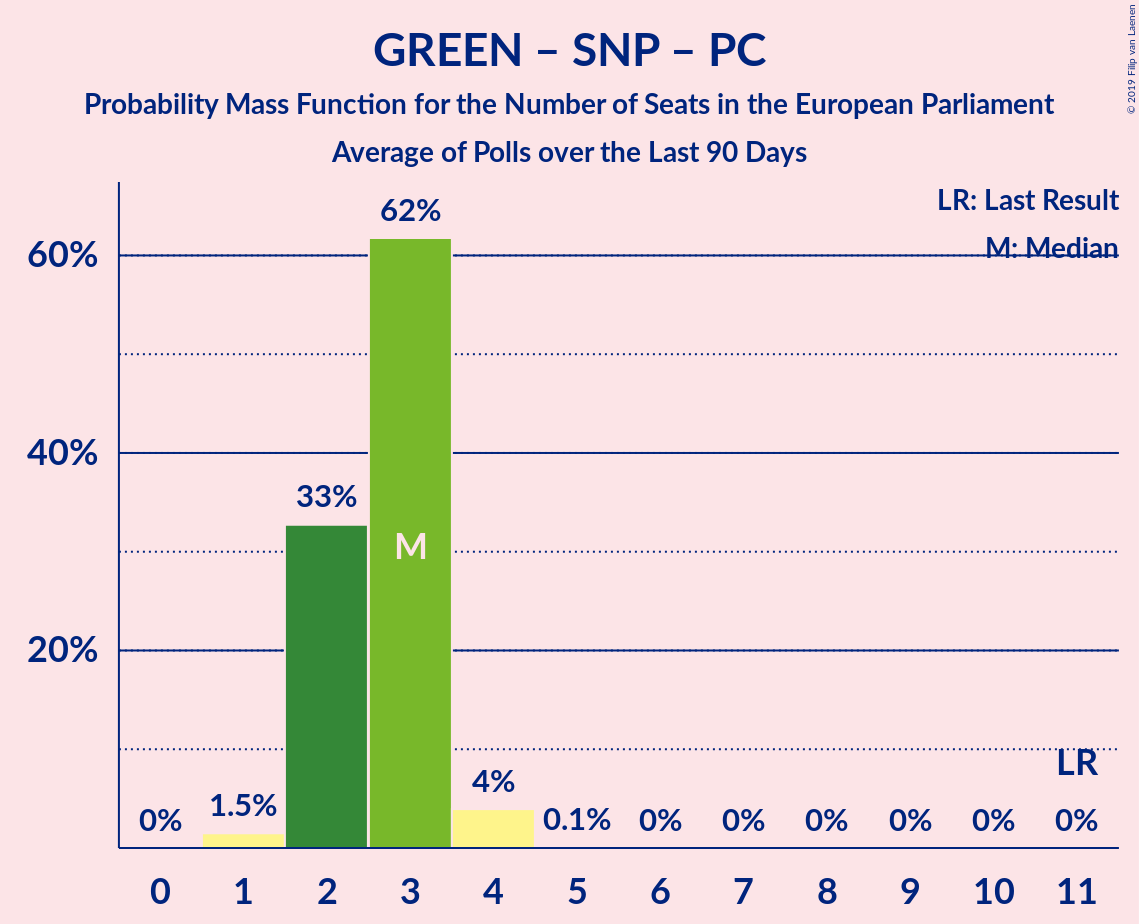 GREEN – SNP – PC
Probability Mass Function for the Number of Seats in the European Parliament
Average of Polls over the Last 90 Days
© 2019 Filip van Laenen
LR: Last Result
M: Median
62%
60%
40%
33%
M
20%
LR
4%
1.5%
0%
0.1%
0%
0%
0%
0%
0%
0%
0 1 2 3 4 5 6 7 8 9 10 11